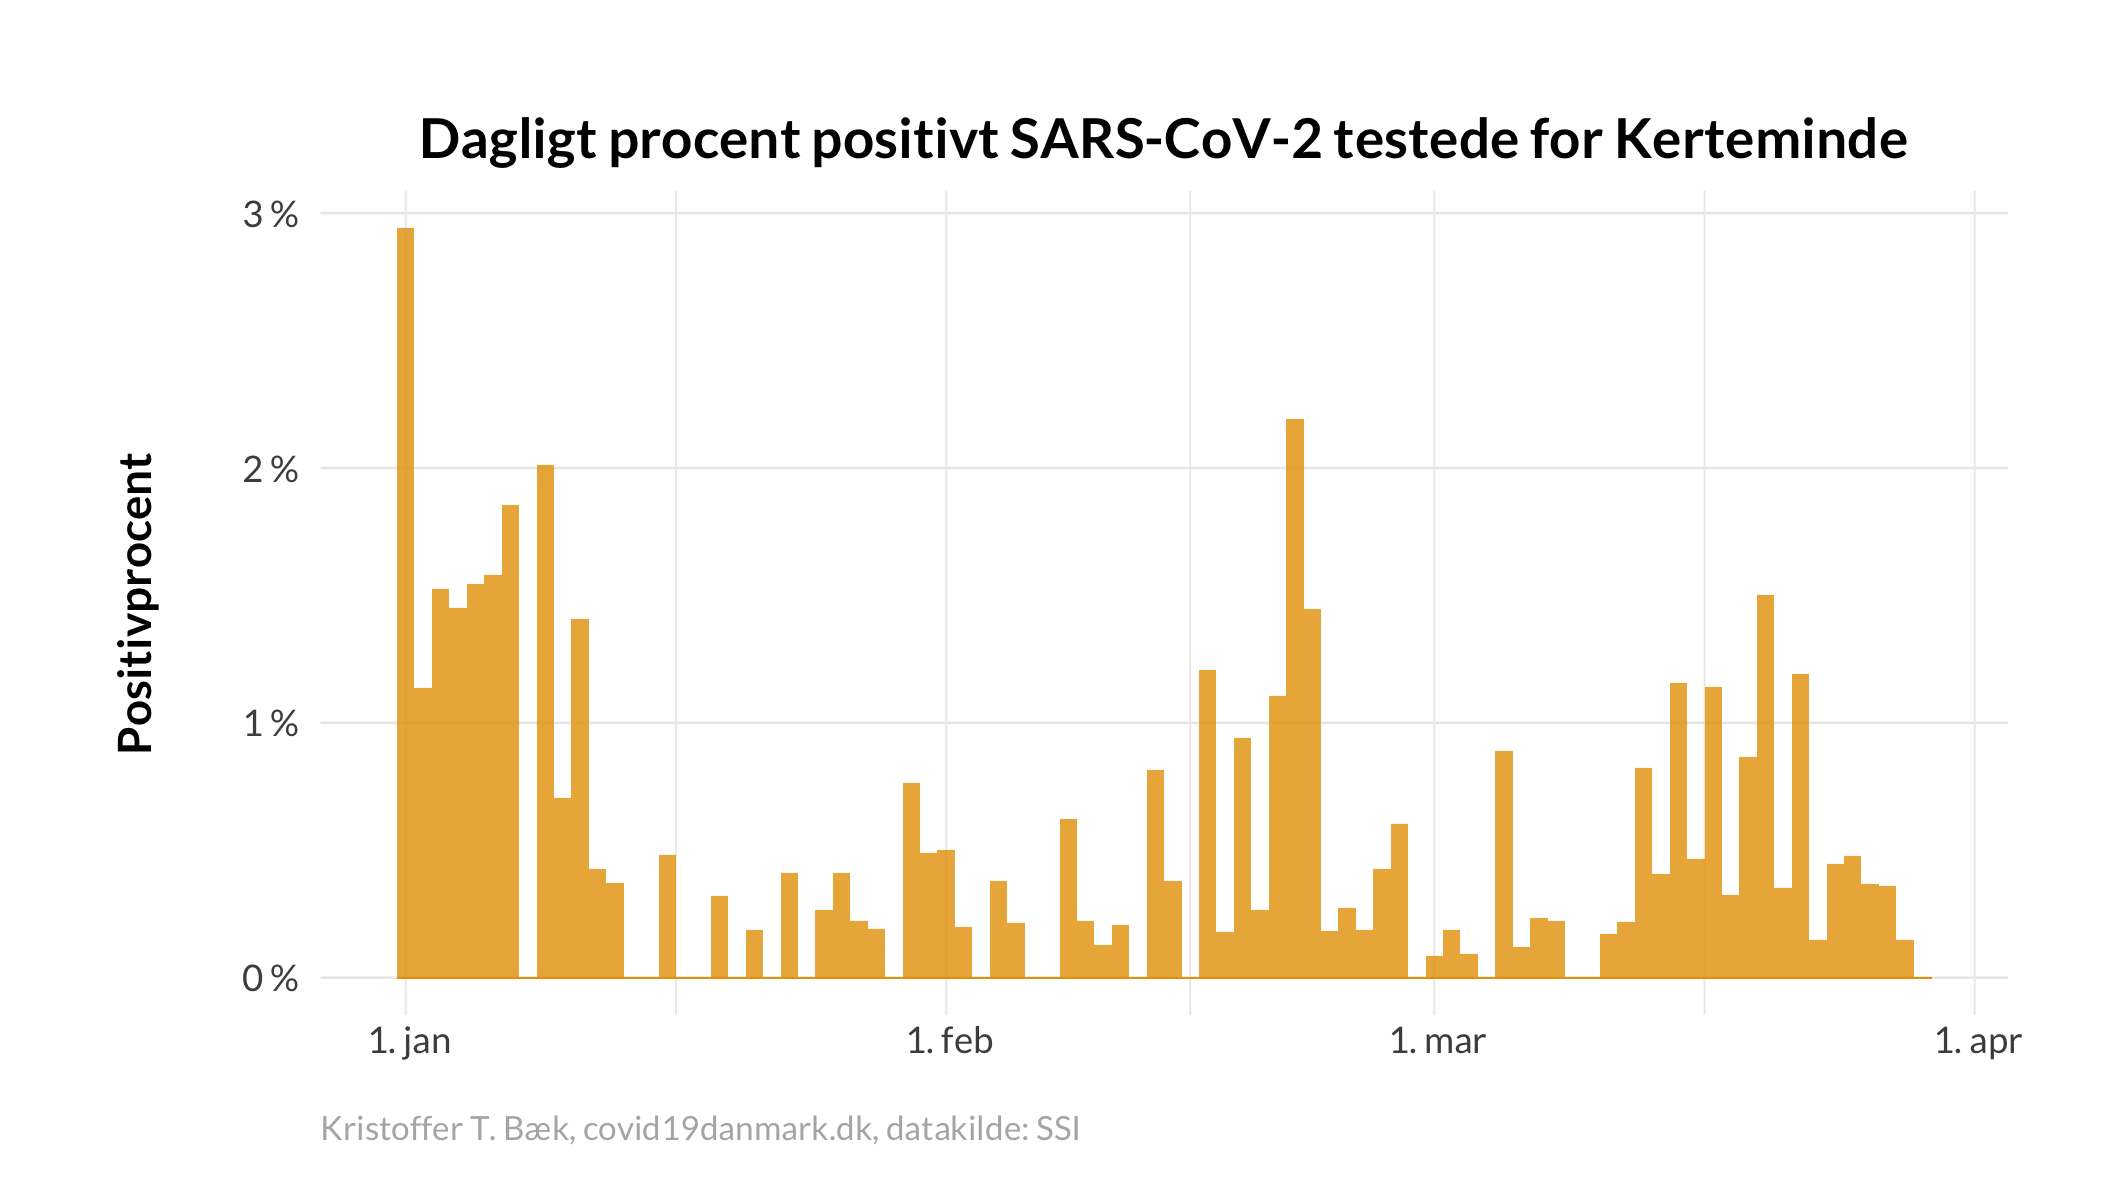 Dagligt procent positivt SARS-CoV-2 testede for Kerteminde
Positivprocent
3 %
2 %
1 %
0 %
1. jan
1. feb
1. mar
1. apr
Kristoffer T. Bæk, covid19danmark.dk, datakilde: SSI